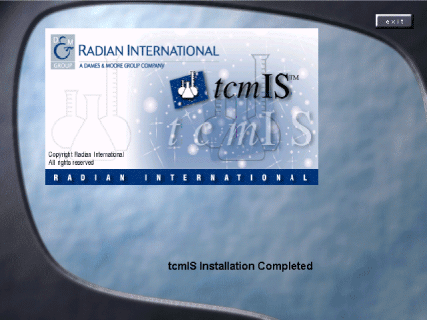 exit
D&M
GROUP
RADIAN INTERNATIONAL
A DAMES & MOORE GROUP COMPANY
tcmIS™
tcmIS
Copyright Radian International
All rights reserved
RADIAN INTERNATIONAL
tcmIS Installation Completed